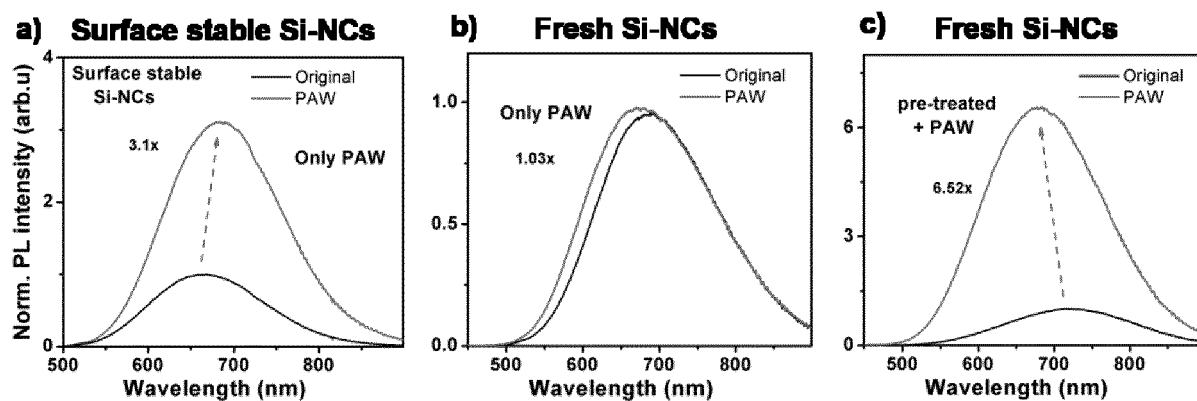 a) Surface stable Si-NCs
Norm. PL intensity (arb.u)
4
2
0
Surface stable
Si-NCs
Original
PAW
3.1x
Only PAW
500 600 700 800
Wavelength (nm)
b) Fresh Si-NCs
1.0
0.5
0.0
Only PAW
1.03x
Original
PAW
500 600 700 800
Wavelength (nm)
c) Fresh Si-NCs
6
3
0
Original
PAW
pre-treated
+ PAW
6.52x
500 600 700 800
Wavelength (nm)